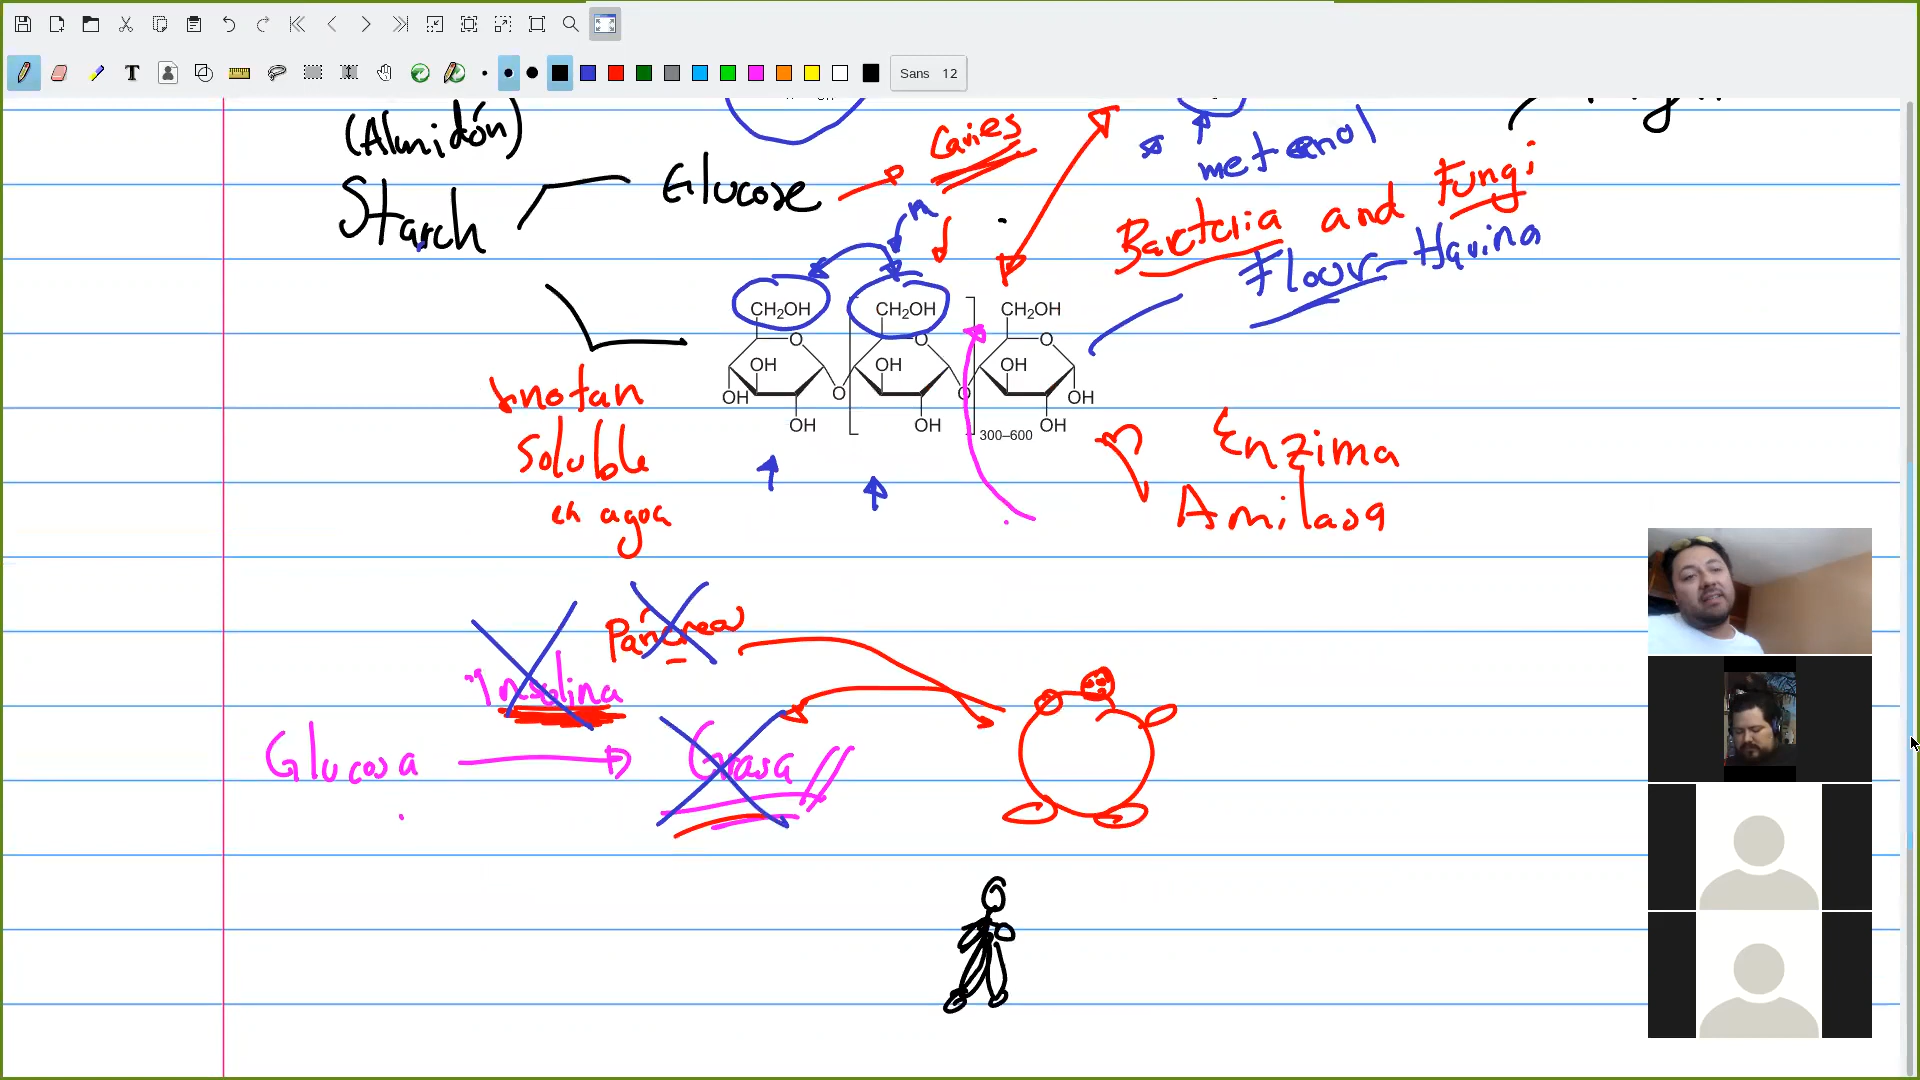 Sans 12
(Almidón)
Starch
Glucose
Caries
metanol
Bacteria and Fungi
Flour - Harina
n
CH₂OH CH₂OH CH₂OH
O O O
OH OH OH
OH O O OH
OH OH OH
300–600
tan
soluble
en agua
Enzima
Amilasa
Páncreas
Insulina
Glucosa
Grasa